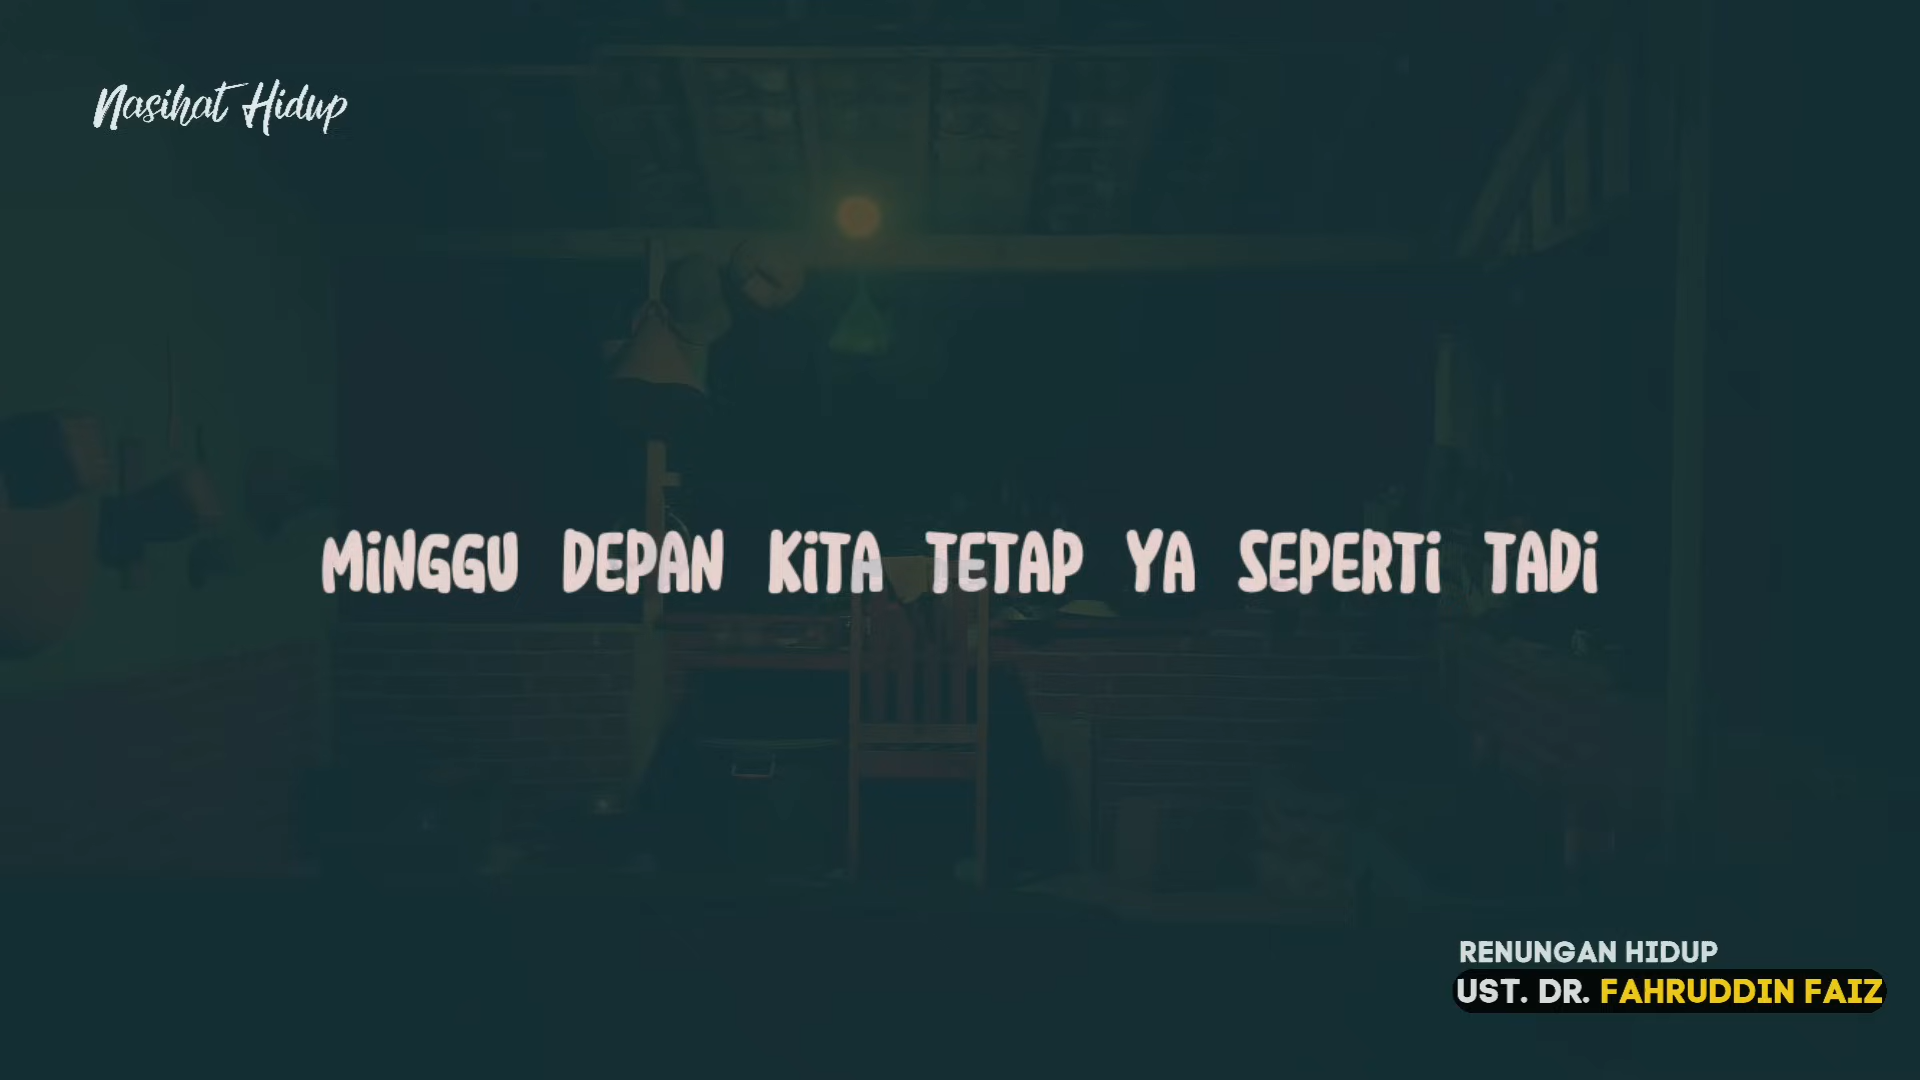 Nasihat Hidup
MiNGGU DEPAN KiTA TETAP YA SEPERTi TADi
RENUNGAN HIDUP
UST. DR. FAHRUDDIN FAIZ